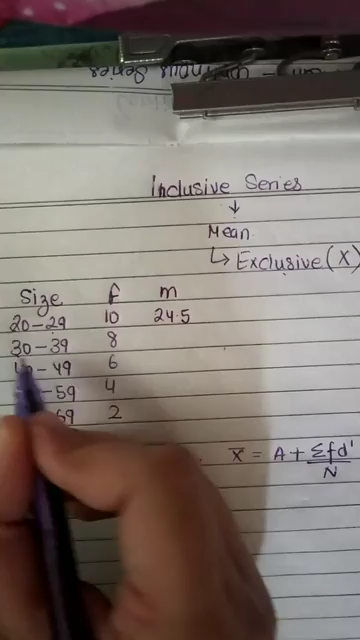 Inclusive Series
↓
Mean
↳ Exclusive (X)
Size f m
20-29 10 24.5
30-39 8
-49 6
-59 4
69 2
x̄ = A + Σfd'
N